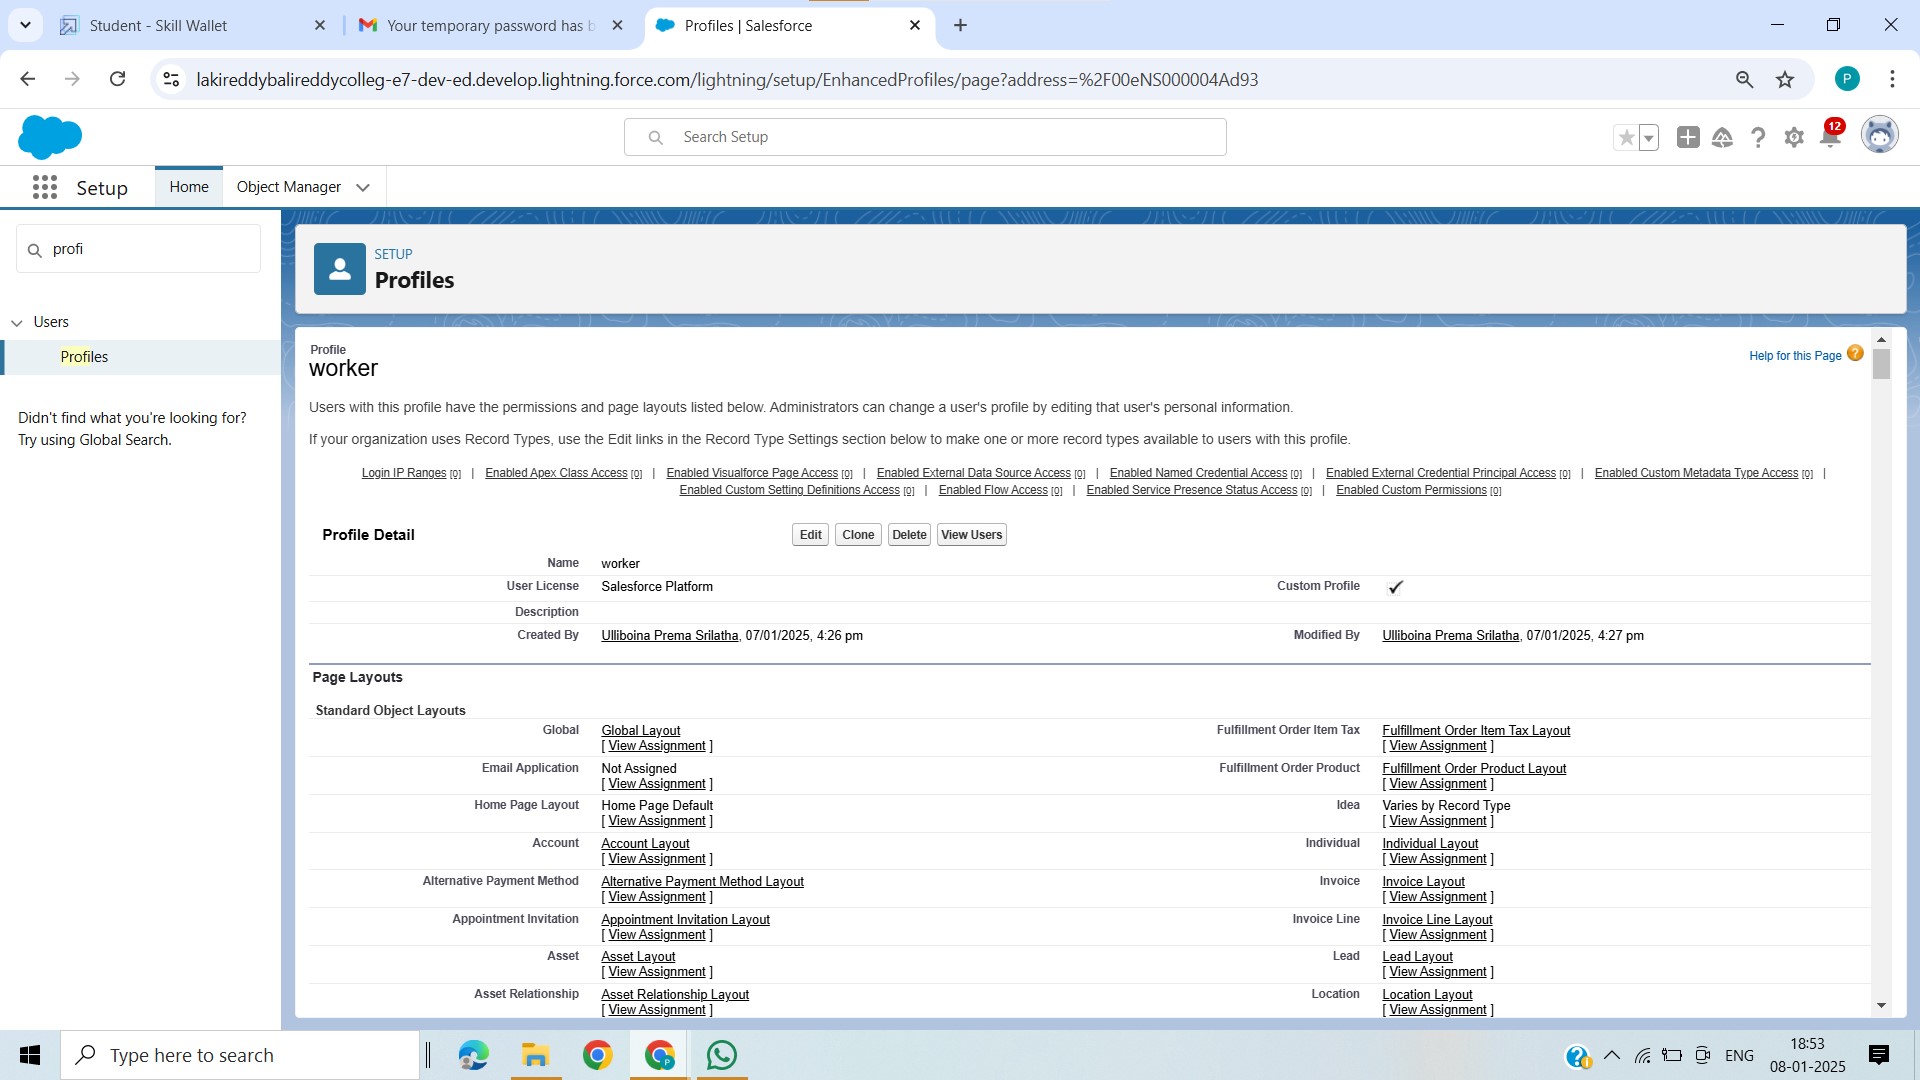 Student - Skill Wallet
Your temporary password has b
Profiles | Salesforce
lakireddybalireddycolleg-e7-dev-ed.develop.lightning.force.com/lightning/setup/EnhancedProfiles/page?address=%2F00eNS000004Ad93
P
Search Setup
12
Setup
Home
Object Manager
profi
Users
Profiles
Didn't find what you're looking for?
Try using Global Search.
SETUP
Profiles
Profile
worker
Help for this Page ?
Users with this profile have the permissions and page layouts listed below. Administrators can change a user's profile by editing that user's personal information.
If your organization uses Record Types, use the Edit links in the Record Type Settings section below to make one or more record types available to users with this profile.
Login IP Ranges [0] | Enabled Apex Class Access [0] | Enabled Visualforce Page Access [0] | Enabled External Data Source Access [0] | Enabled Named Credential Access [0] | Enabled External Credential Principal Access [0] | Enabled Custom Metadata Type Access [0] |
Enabled Custom Setting Definitions Access [0] | Enabled Flow Access [0] | Enabled Service Presence Status Access [0] | Enabled Custom Permissions [0]
Profile Detail Edit Clone Delete View Users
Name worker
User License Salesforce Platform Custom Profile ✓
Description
Created By Ulliboina Prema Srilatha, 07/01/2025, 4:26 pm Modified By Ulliboina Prema Srilatha, 07/01/2025, 4:27 pm
Page Layouts
Standard Object Layouts
Global Global Layout Fulfillment Order Item Tax Fulfillment Order Item Tax Layout
[ View Assignment ] [ View Assignment ]
Email Application Not Assigned Fulfillment Order Product Fulfillment Order Product Layout
[ View Assignment ] [ View Assignment ]
Home Page Layout Home Page Default Idea Varies by Record Type
[ View Assignment ] [ View Assignment ]
Account Account Layout Individual Individual Layout
[ View Assignment ] [ View Assignment ]
Alternative Payment Method Alternative Payment Method Layout Invoice Invoice Layout
[ View Assignment ] [ View Assignment ]
Appointment Invitation Appointment Invitation Layout Invoice Line Invoice Line Layout
[ View Assignment ] [ View Assignment ]
Asset Asset Layout Lead Lead Layout
[ View Assignment ] [ View Assignment ]
Asset Relationship Asset Relationship Layout Location Location Layout
[ View Assignment ] [ View Assignment ]
Type here to search
P
ENG
18:53
08-01-2025